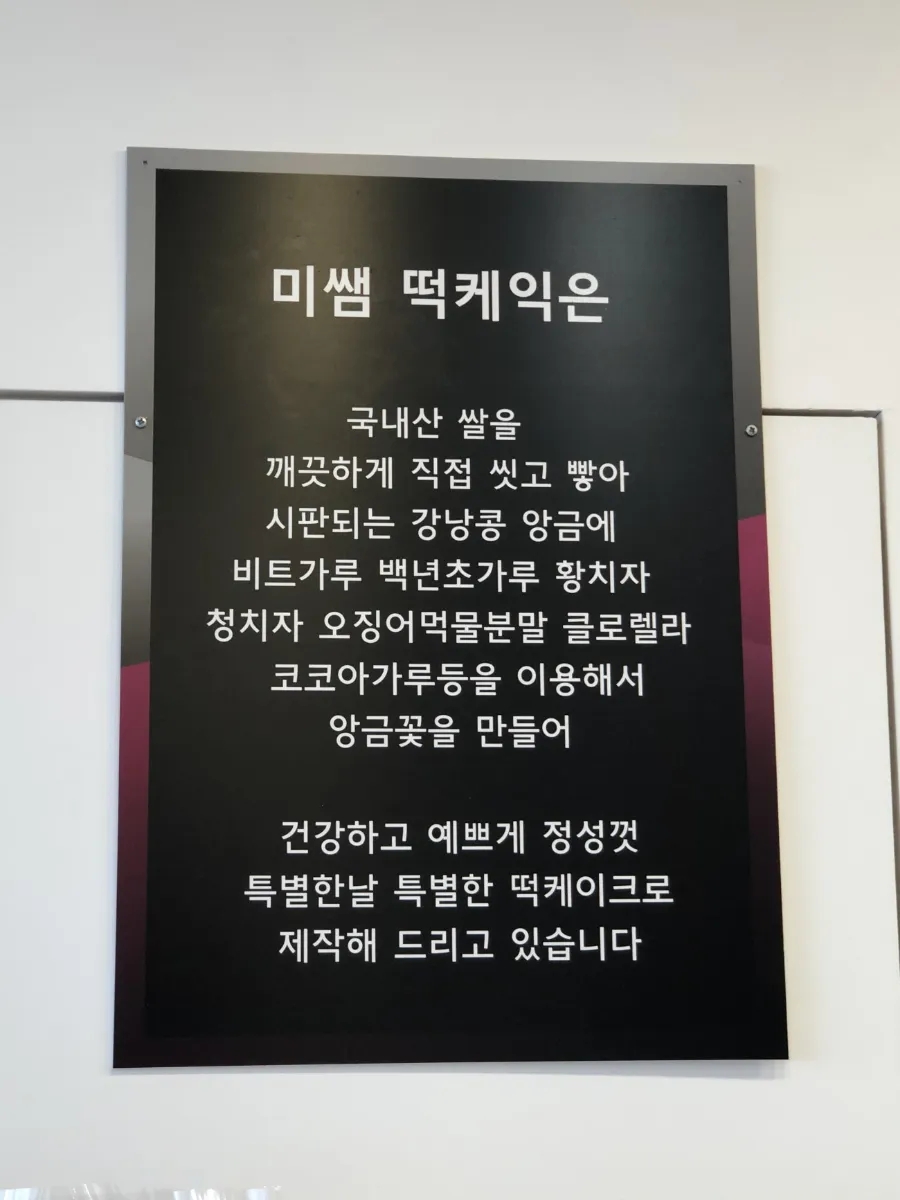 미쌤 떡케익은
국내산 쌀을
깨끗하게 직접 씻고 빻아
시판되는 강낭콩 앙금에
비트가루 백년초가루 황치자
청치자 오징어먹물분말 클로렐라
코코아가루등을 이용해서
앙금꽃을 만들어
건강하고 예쁘게 정성껏
특별한날 특별한 떡케이크로
제작해 드리고 있습니다